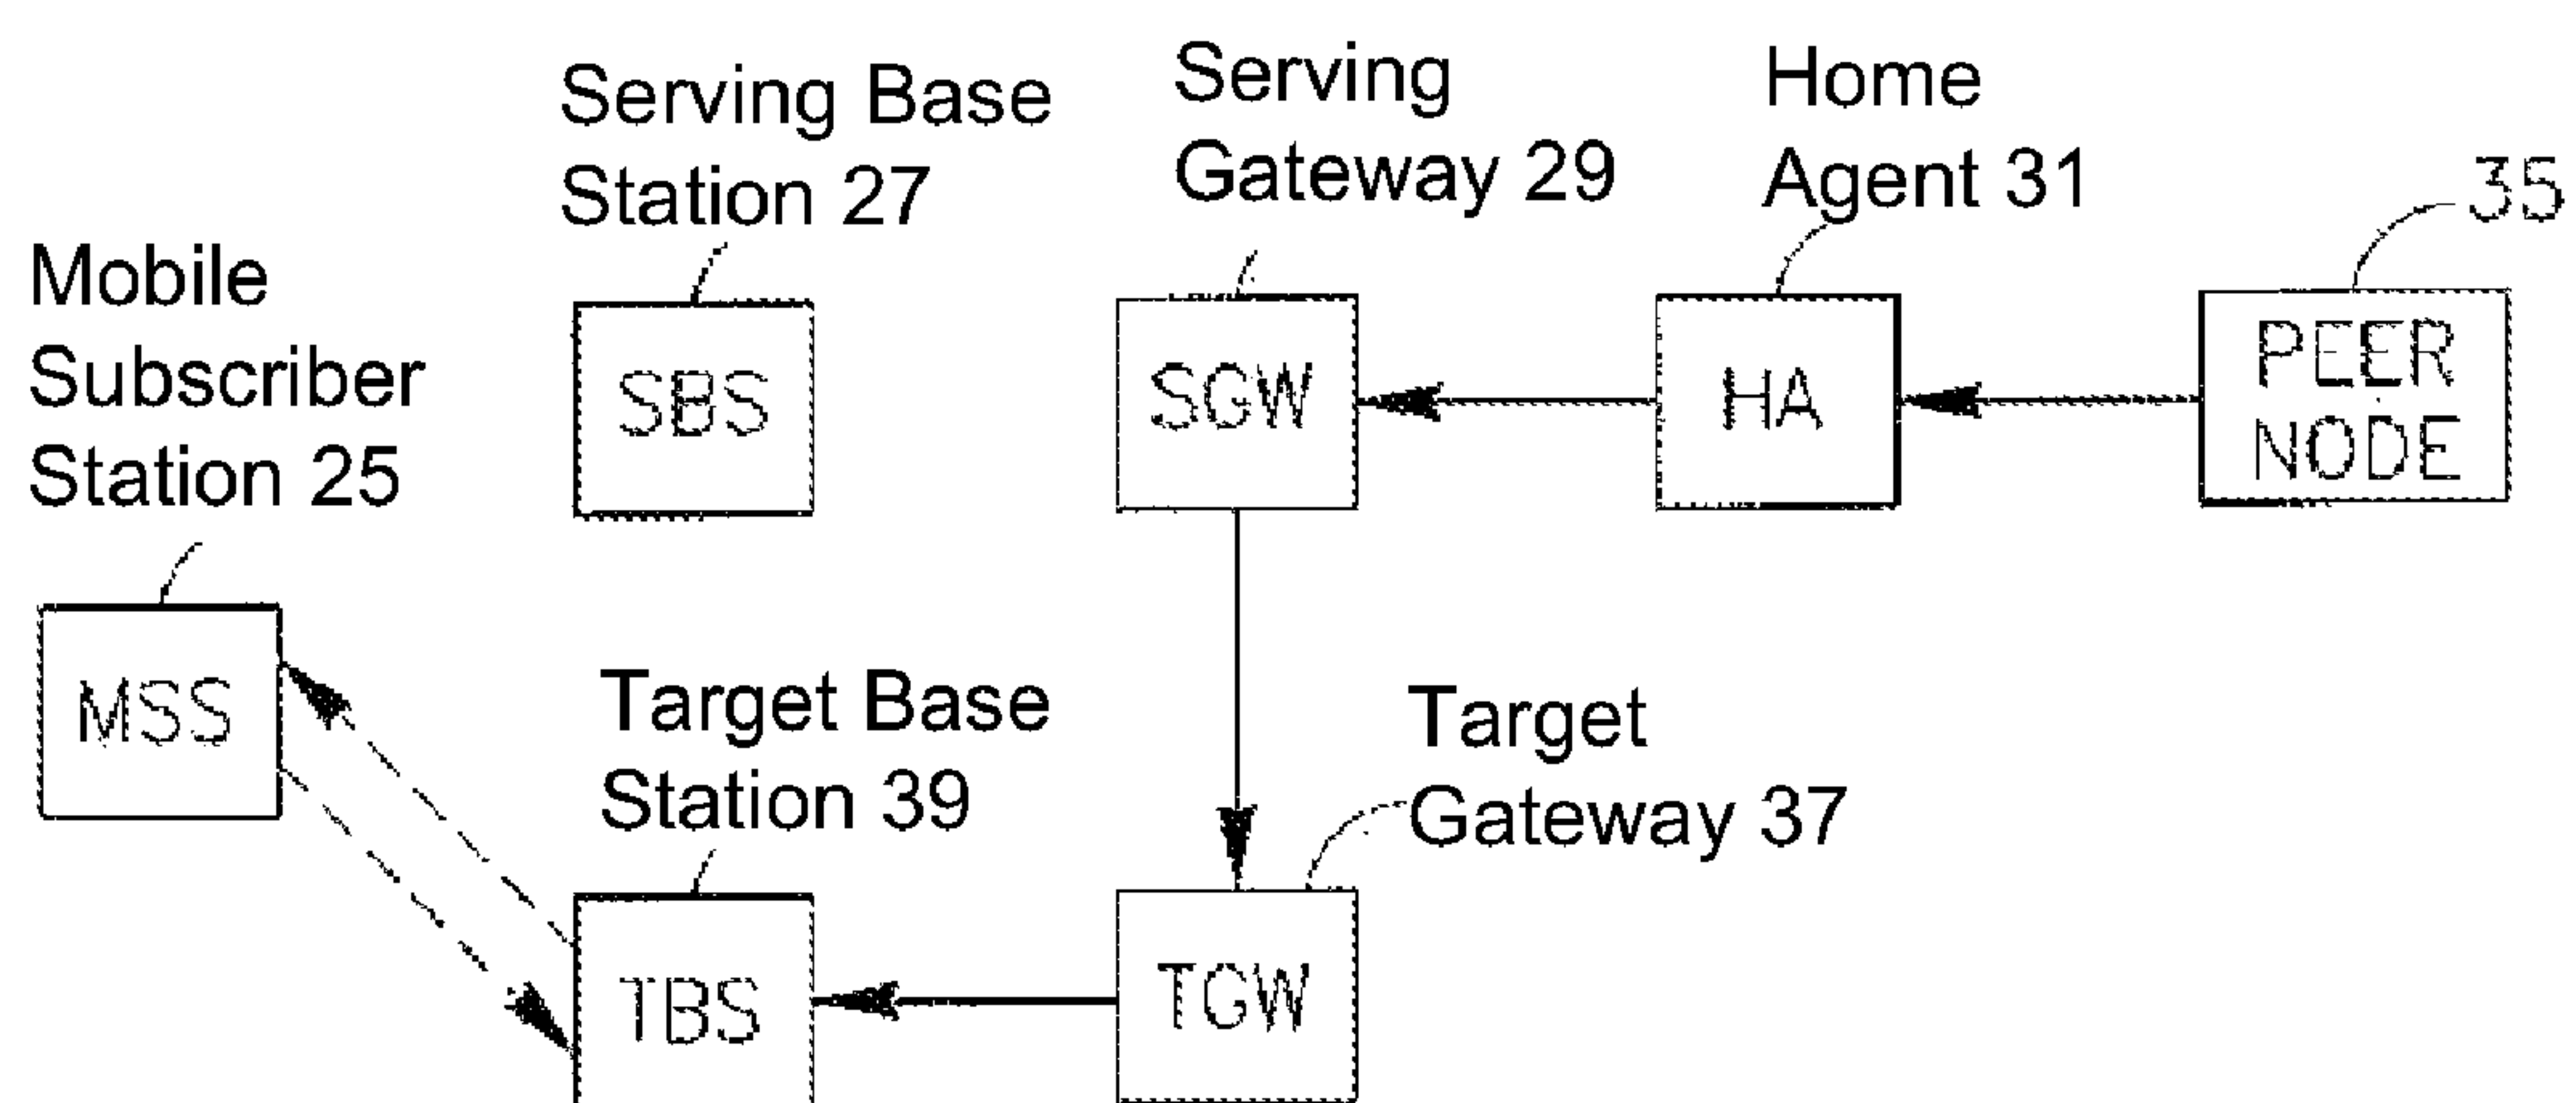 Serving Base
Station 27
Serving
Gateway 29
Home
Agent 31
35
Mobile
Subscriber
Station 25
SBS
SGW
HA
PEER
NODE
MSS
Target Base
Station 39
Target
Gateway 37
TBS
TGW